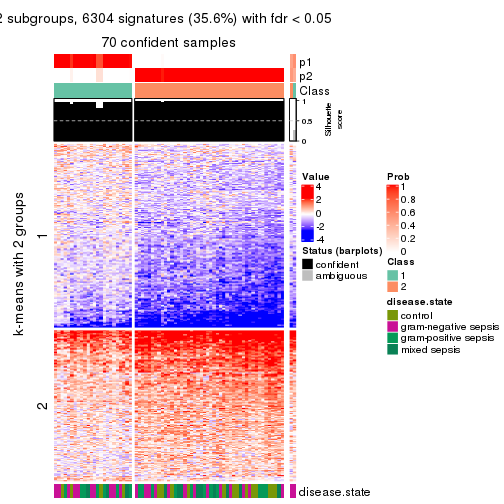 2 subgroups, 6304 signatures (35.6%) with fdr < 0.05
70 confident samples
p1
p2
Class
1
0.5
0
Silhouette
score
k-means with 2 groups
1
2
disease.state
Value
4
2
0
-2
-4
Status (barplots)
confident
ambiguous
Prob
1
0.8
0.6
0.4
0.2
0
Class
1
2
disease.state
control
gram-negative sepsis
gram-positive sepsis
mixed sepsis